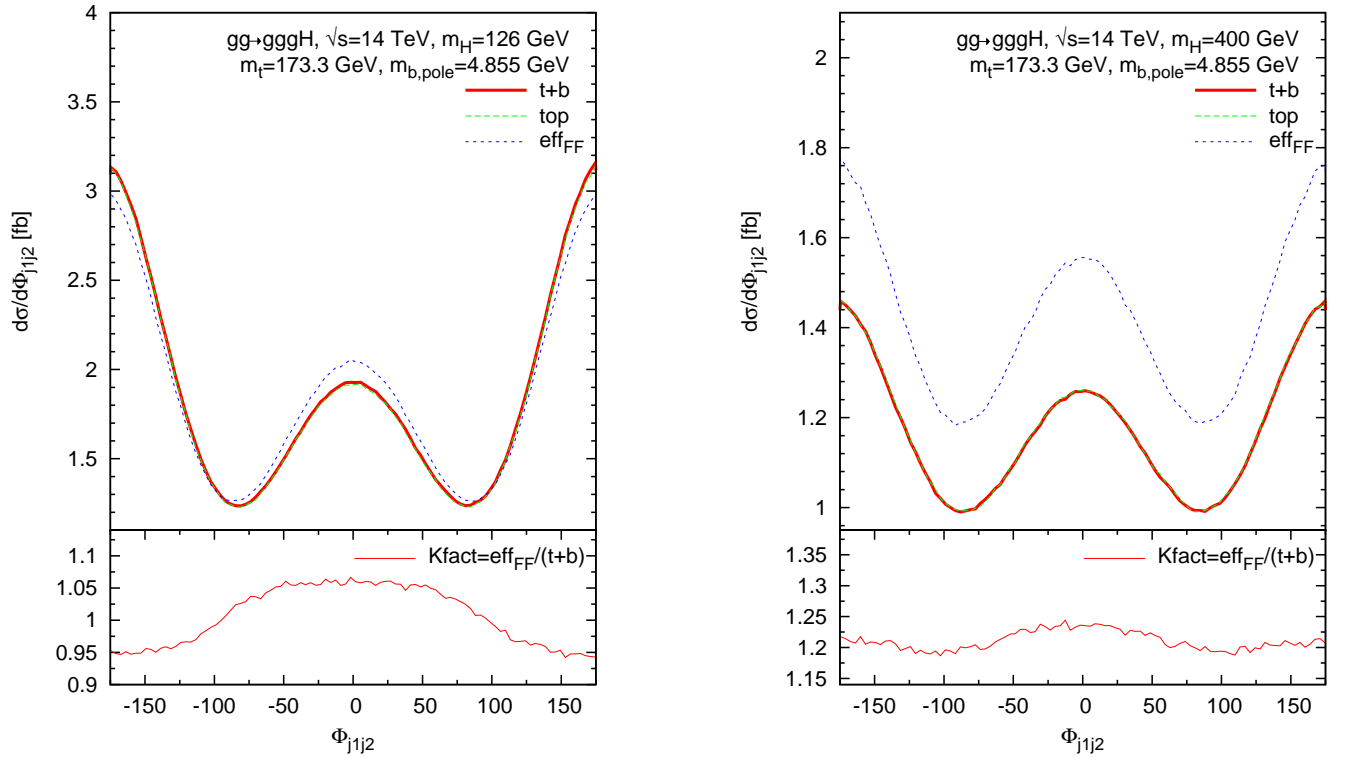 gg→gggH, √s=14 TeV, m_H=126 GeV
m_t=173.3 GeV, m_b,pole=4.855 GeV
t+b
top
eff_FF
4
3.5
3
2.5
2
1.5
dσ/dΦ_j1j2 [fb]
Kfact=eff_FF/(t+b)
1.1
1.05
1
0.95
0.9
-150 -100 -50 0 50 100 150
Φ_j1j2
gg→gggH, √s=14 TeV, m_H=400 GeV
m_t=173.3 GeV, m_b,pole=4.855 GeV
t+b
top
eff_FF
2
1.8
1.6
1.4
1.2
1
dσ/dΦ_j1j2 [fb]
Kfact=eff_FF/(t+b)
1.35
1.3
1.25
1.2
1.15
-150 -100 -50 0 50 100 150
Φ_j1j2